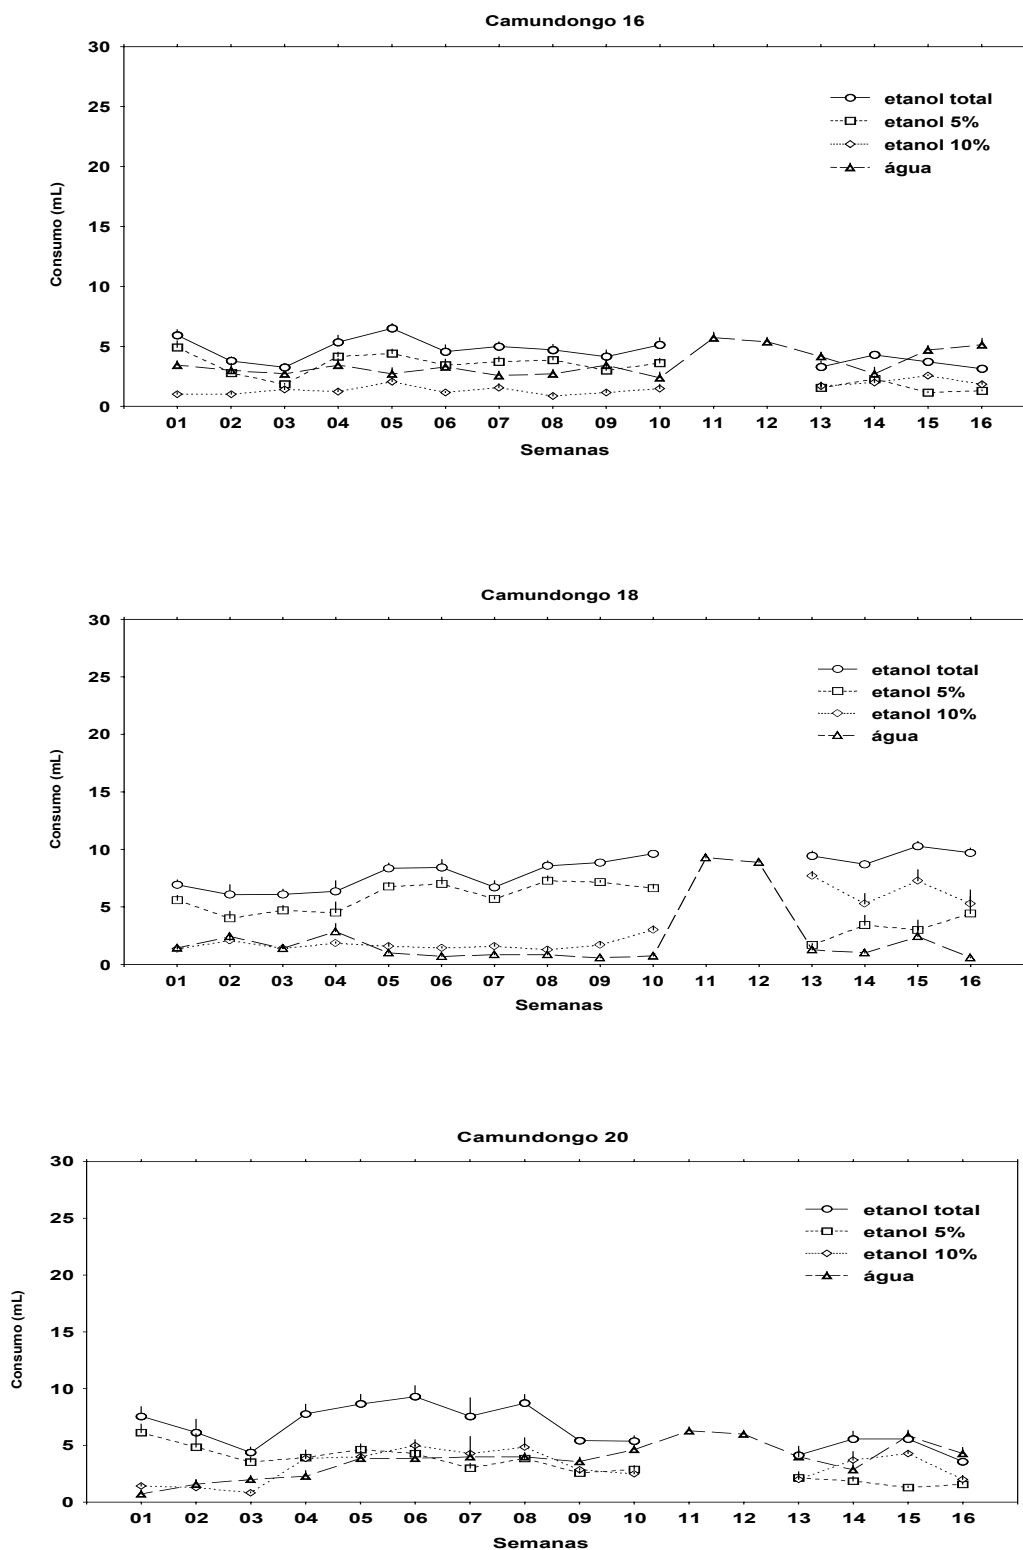 Camundongo 16
30
25
20
15
10
5
0
Consumo (mL)
etanol total
etanol 5%
etanol 10%
água
01 02 03 04 05 06 07 08 09 10 11 12 13 14 15 16
Semanas
Camundongo 18
30
25
20
15
10
5
0
Consumo (mL)
etanol total
etanol 5%
etanol 10%
água
01 02 03 04 05 06 07 08 09 10 11 12 13 14 15 16
Semanas
Camundongo 20
30
25
20
15
10
5
0
Consumo (mL)
etanol total
etanol 5%
etanol 10%
água
01 02 03 04 05 06 07 08 09 10 11 12 13 14 15 16
Semanas